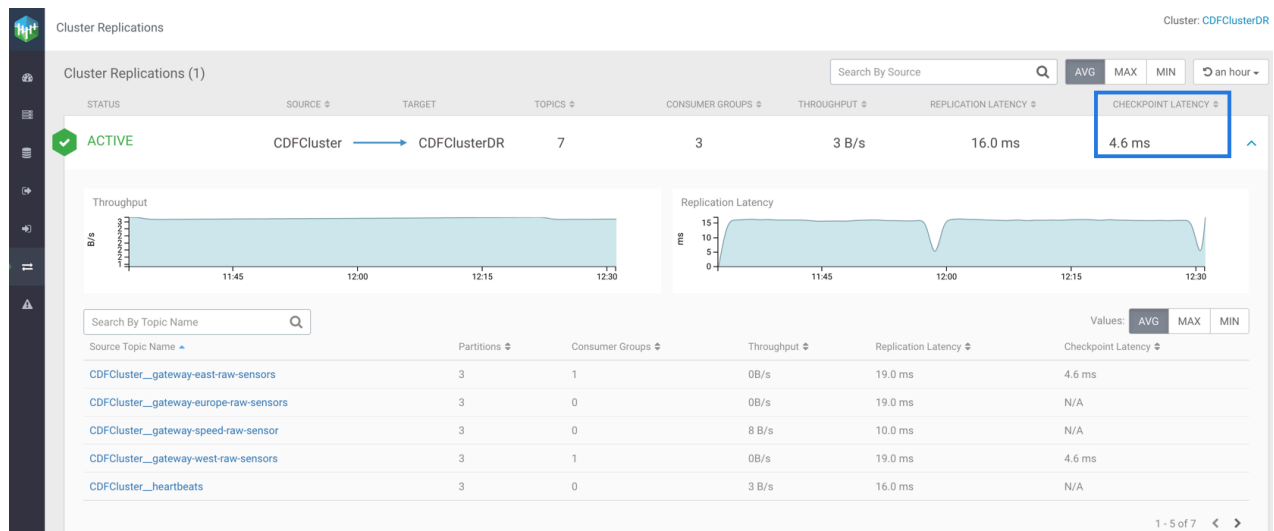 Cluster Replications
Cluster: CDFClusterDR
Cluster Replications (1)
Search By Source
AVG MAX MIN
an hour
STATUS SOURCE TARGET TOPICS CONSUMER GROUPS THROUGHPUT REPLICATION LATENCY CHECKPOINT LATENCY
ACTIVE CDFCluster CDFClusterDR 7 3 3 B/s 16.0 ms 4.6 ms
Throughput
B/s
3
2
2
2
2
1
11:45 12:00 12:15 12:30
Replication Latency
ms
15
10
5
0
11:45 12:00 12:15 12:30
Search By Topic Name
Values: AVG MAX MIN
Source Topic Name Partitions Consumer Groups Throughput Replication Latency Checkpoint Latency
CDFCluster__gateway-east-raw-sensors 3 1 0B/s 19.0 ms 4.6 ms
CDFCluster__gateway-europe-raw-sensors 3 0 0B/s 19.0 ms N/A
CDFCluster__gateway-speed-raw-sensor 3 0 8 B/s 10.0 ms N/A
CDFCluster__gateway-west-raw-sensors 3 1 0B/s 19.0 ms 4.6 ms
CDFCluster__heartbeats 3 0 3 B/s 16.0 ms N/A
1 - 5 of 7